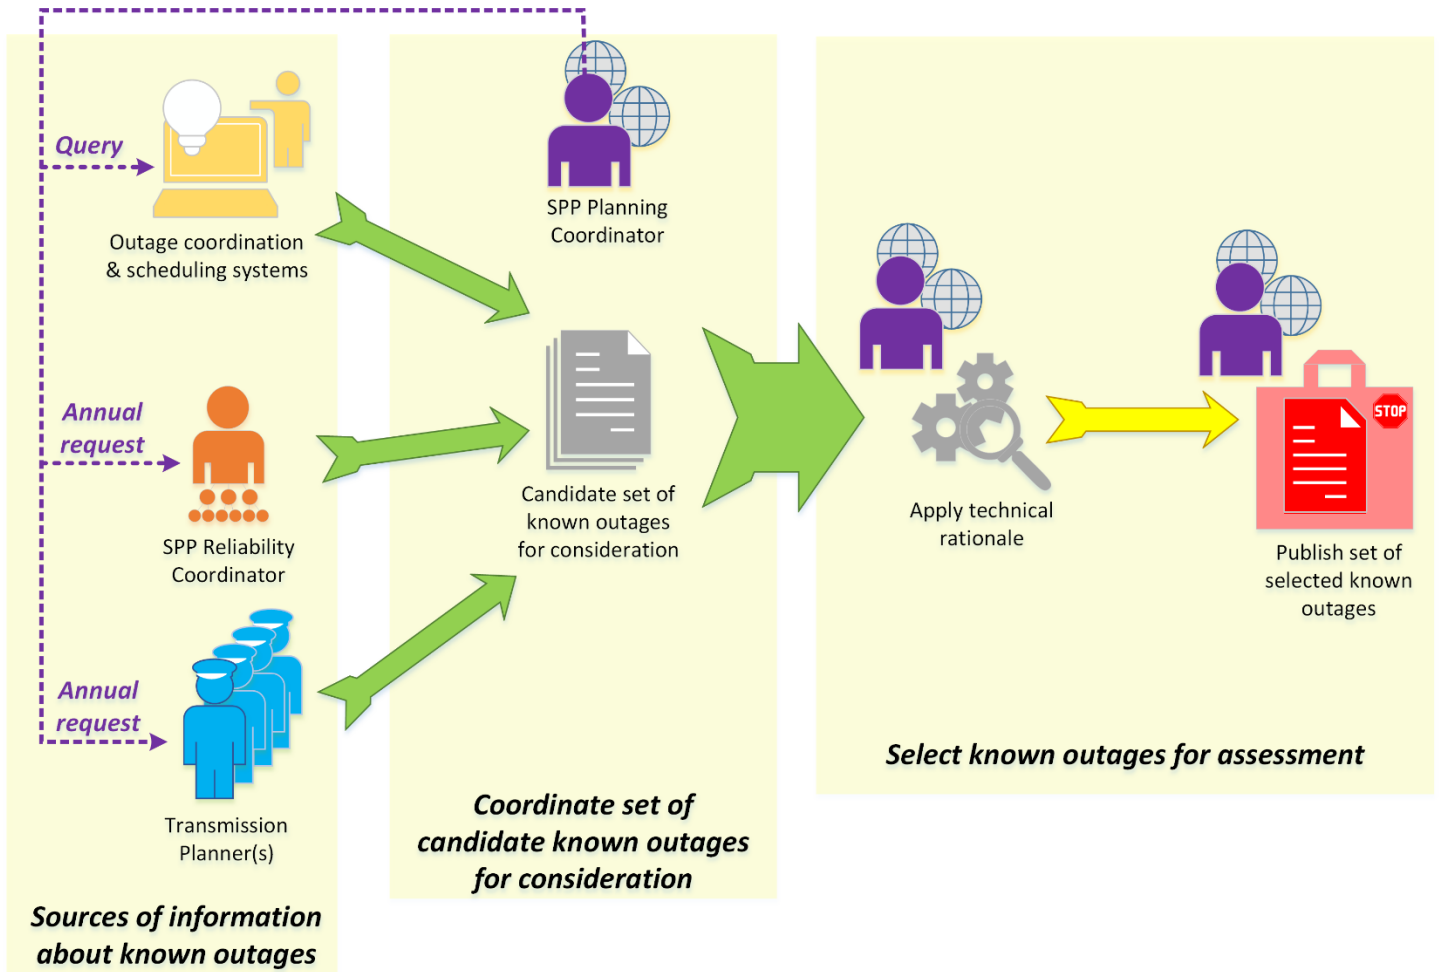 Query
Outage coordination
& scheduling systems
Annual
request
SPP Reliability
Coordinator
Annual
request
Transmission
Planner(s)
Sources of information
about known outages
SPP Planning
Coordinator
Candidate set of
known outages
for consideration
Coordinate set of
candidate known outages
for consideration
Apply technical
rationale
STOP
Publish set of
selected known
outages
Select known outages for assessment